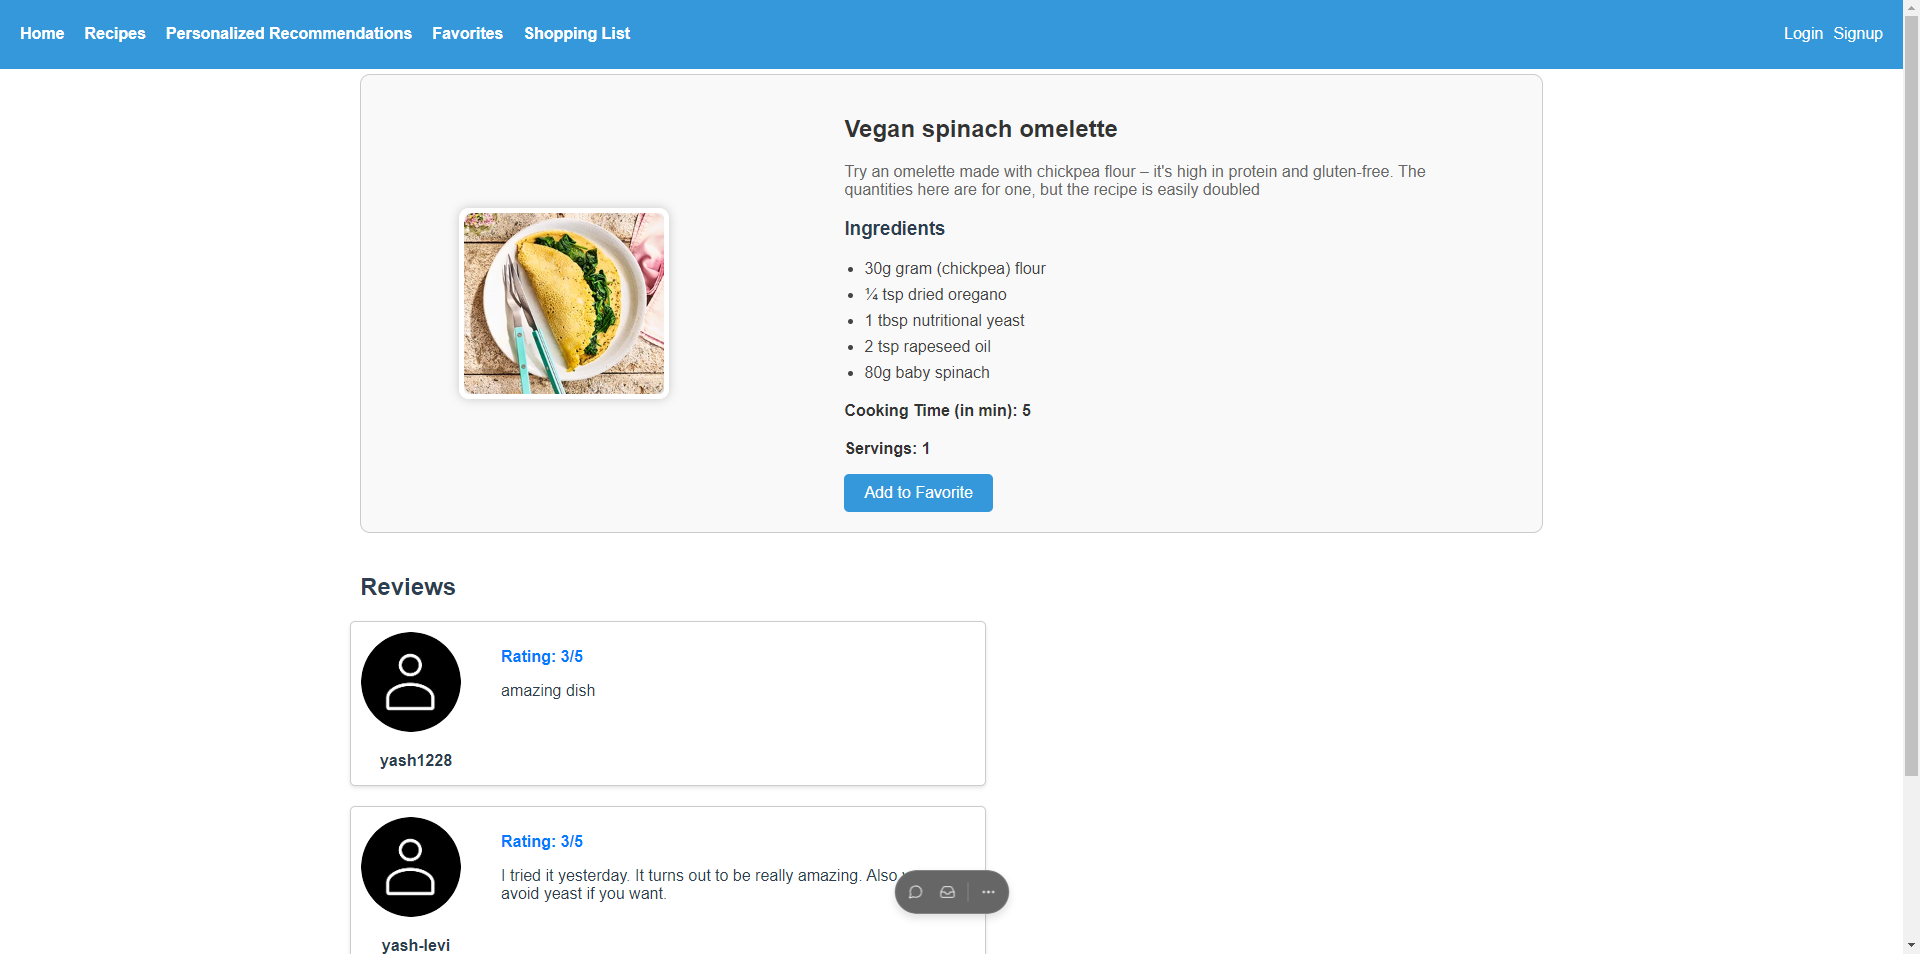 Home Recipes Personalized Recommendations Favorites Shopping List Login Signup
Vegan spinach omelette
Try an omelette made with chickpea flour – it's high in protein and gluten-free. The
quantities here are for one, but the recipe is easily doubled
Ingredients
• 30g gram (chickpea) flour
• ¼ tsp dried oregano
• 1 tbsp nutritional yeast
• 2 tsp rapeseed oil
• 80g baby spinach
Cooking Time (in min): 5
Servings: 1
Add to Favorite
Reviews
Rating: 3/5
amazing dish
yash1228
Rating: 3/5
I tried it yesterday. It turns out to be really amazing. Also
avoid yeast if you want.
yash-levi